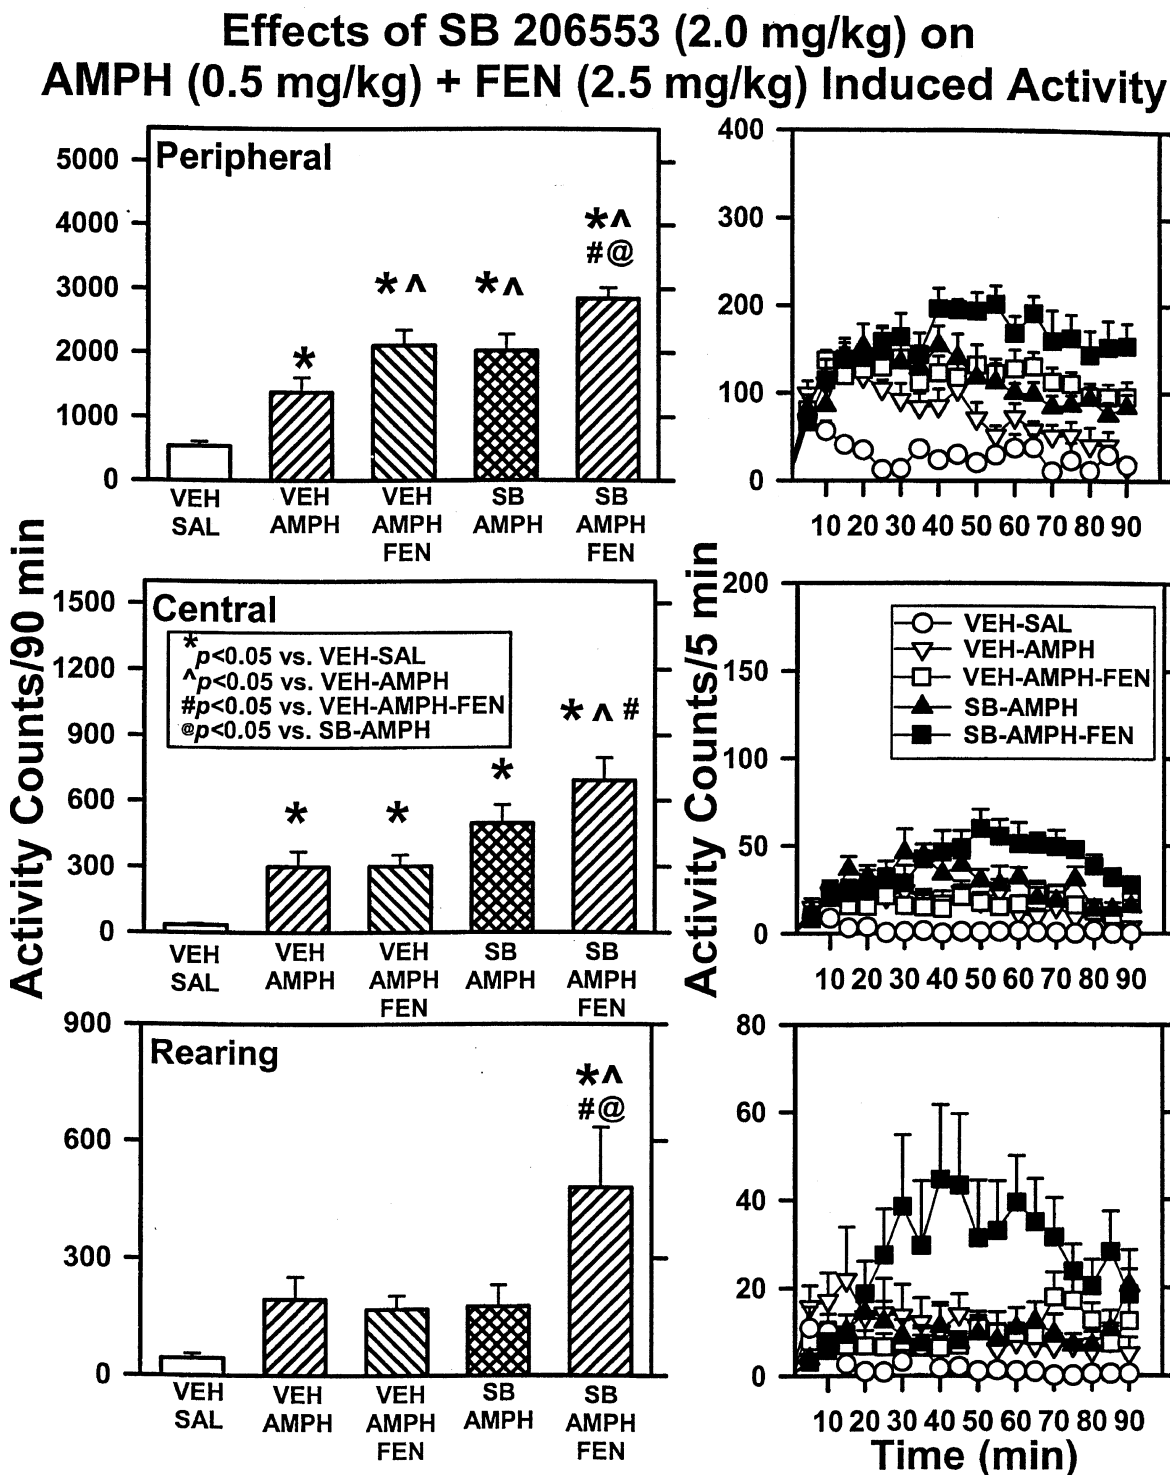 Effects of SB 206553 (2.0 mg/kg) on
AMPH (0.5 mg/kg) + FEN (2.5 mg/kg) Induced Activity
Activity Counts/90 min
Peripheral
5000
4000
3000
2000
1000
0
*
*^
*^
*^
#@
VEH SAL
VEH AMPH
VEH AMPH FEN
SB AMPH
SB AMPH FEN
Central
1500
1200
900
600
300
0
*p<0.05 vs. VEH-SAL
^p<0.05 vs. VEH-AMPH
#p<0.05 vs. VEH-AMPH-FEN
@p<0.05 vs. SB-AMPH
*
*
*
*^#
VEH SAL
VEH AMPH
VEH AMPH FEN
SB AMPH
SB AMPH FEN
Rearing
900
600
300
0
*^
#@
VEH SAL
VEH AMPH
VEH AMPH FEN
SB AMPH
SB AMPH FEN
Activity Counts/5 min
400
300
200
100
0
10 20 30 40 50 60 70 80 90
200
150
100
50
0
VEH-SAL
VEH-AMPH
VEH-AMPH-FEN
SB-AMPH
SB-AMPH-FEN
10 20 30 40 50 60 70 80 90
80
60
40
20
0
10 20 30 40 50 60 70 80 90
Time (min)